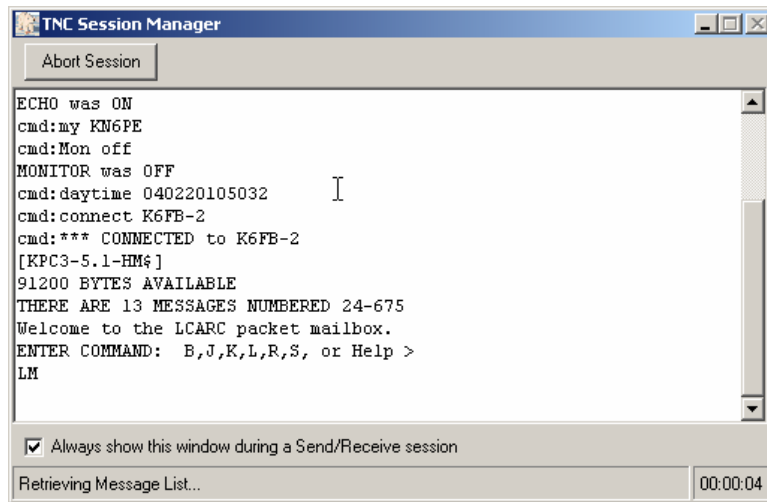 TNC Session Manager
Abort Session
ECHO was ON
cmd:my KN6PE
cmd:Mon off
MONITOR was OFF
cmd:daytime 040220105032
cmd:connect K6FB-2
cmd:*** CONNECTED to K6FB-2
[KPC3-5.1-HM$]
91200 BYTES AVAILABLE
THERE ARE 13 MESSAGES NUMBERED 24-675
Welcome to the LCARC packet mailbox.
ENTER COMMAND:  B,J,K,L,R,S, or Help >
LM
Always show this window during a Send/Receive session
Retrieving Message List... 00:00:04